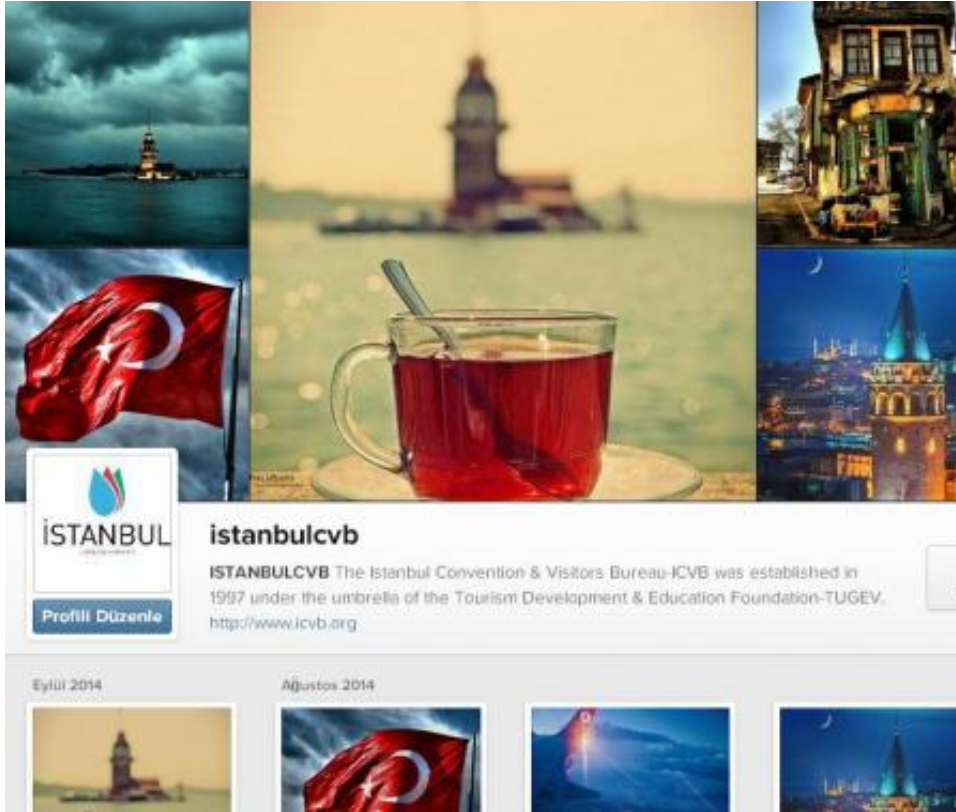 İSTANBUL
Profili Düzenle
istanbulcvb
ISTANBULCVB The Istanbul Convention & Visitors Bureau-ICVB was established in
1997 under the umbrella of the Tourism Development & Education Foundation-TUGEV.
http://www.icvb.org
Eylül 2014
Ağustos 2014